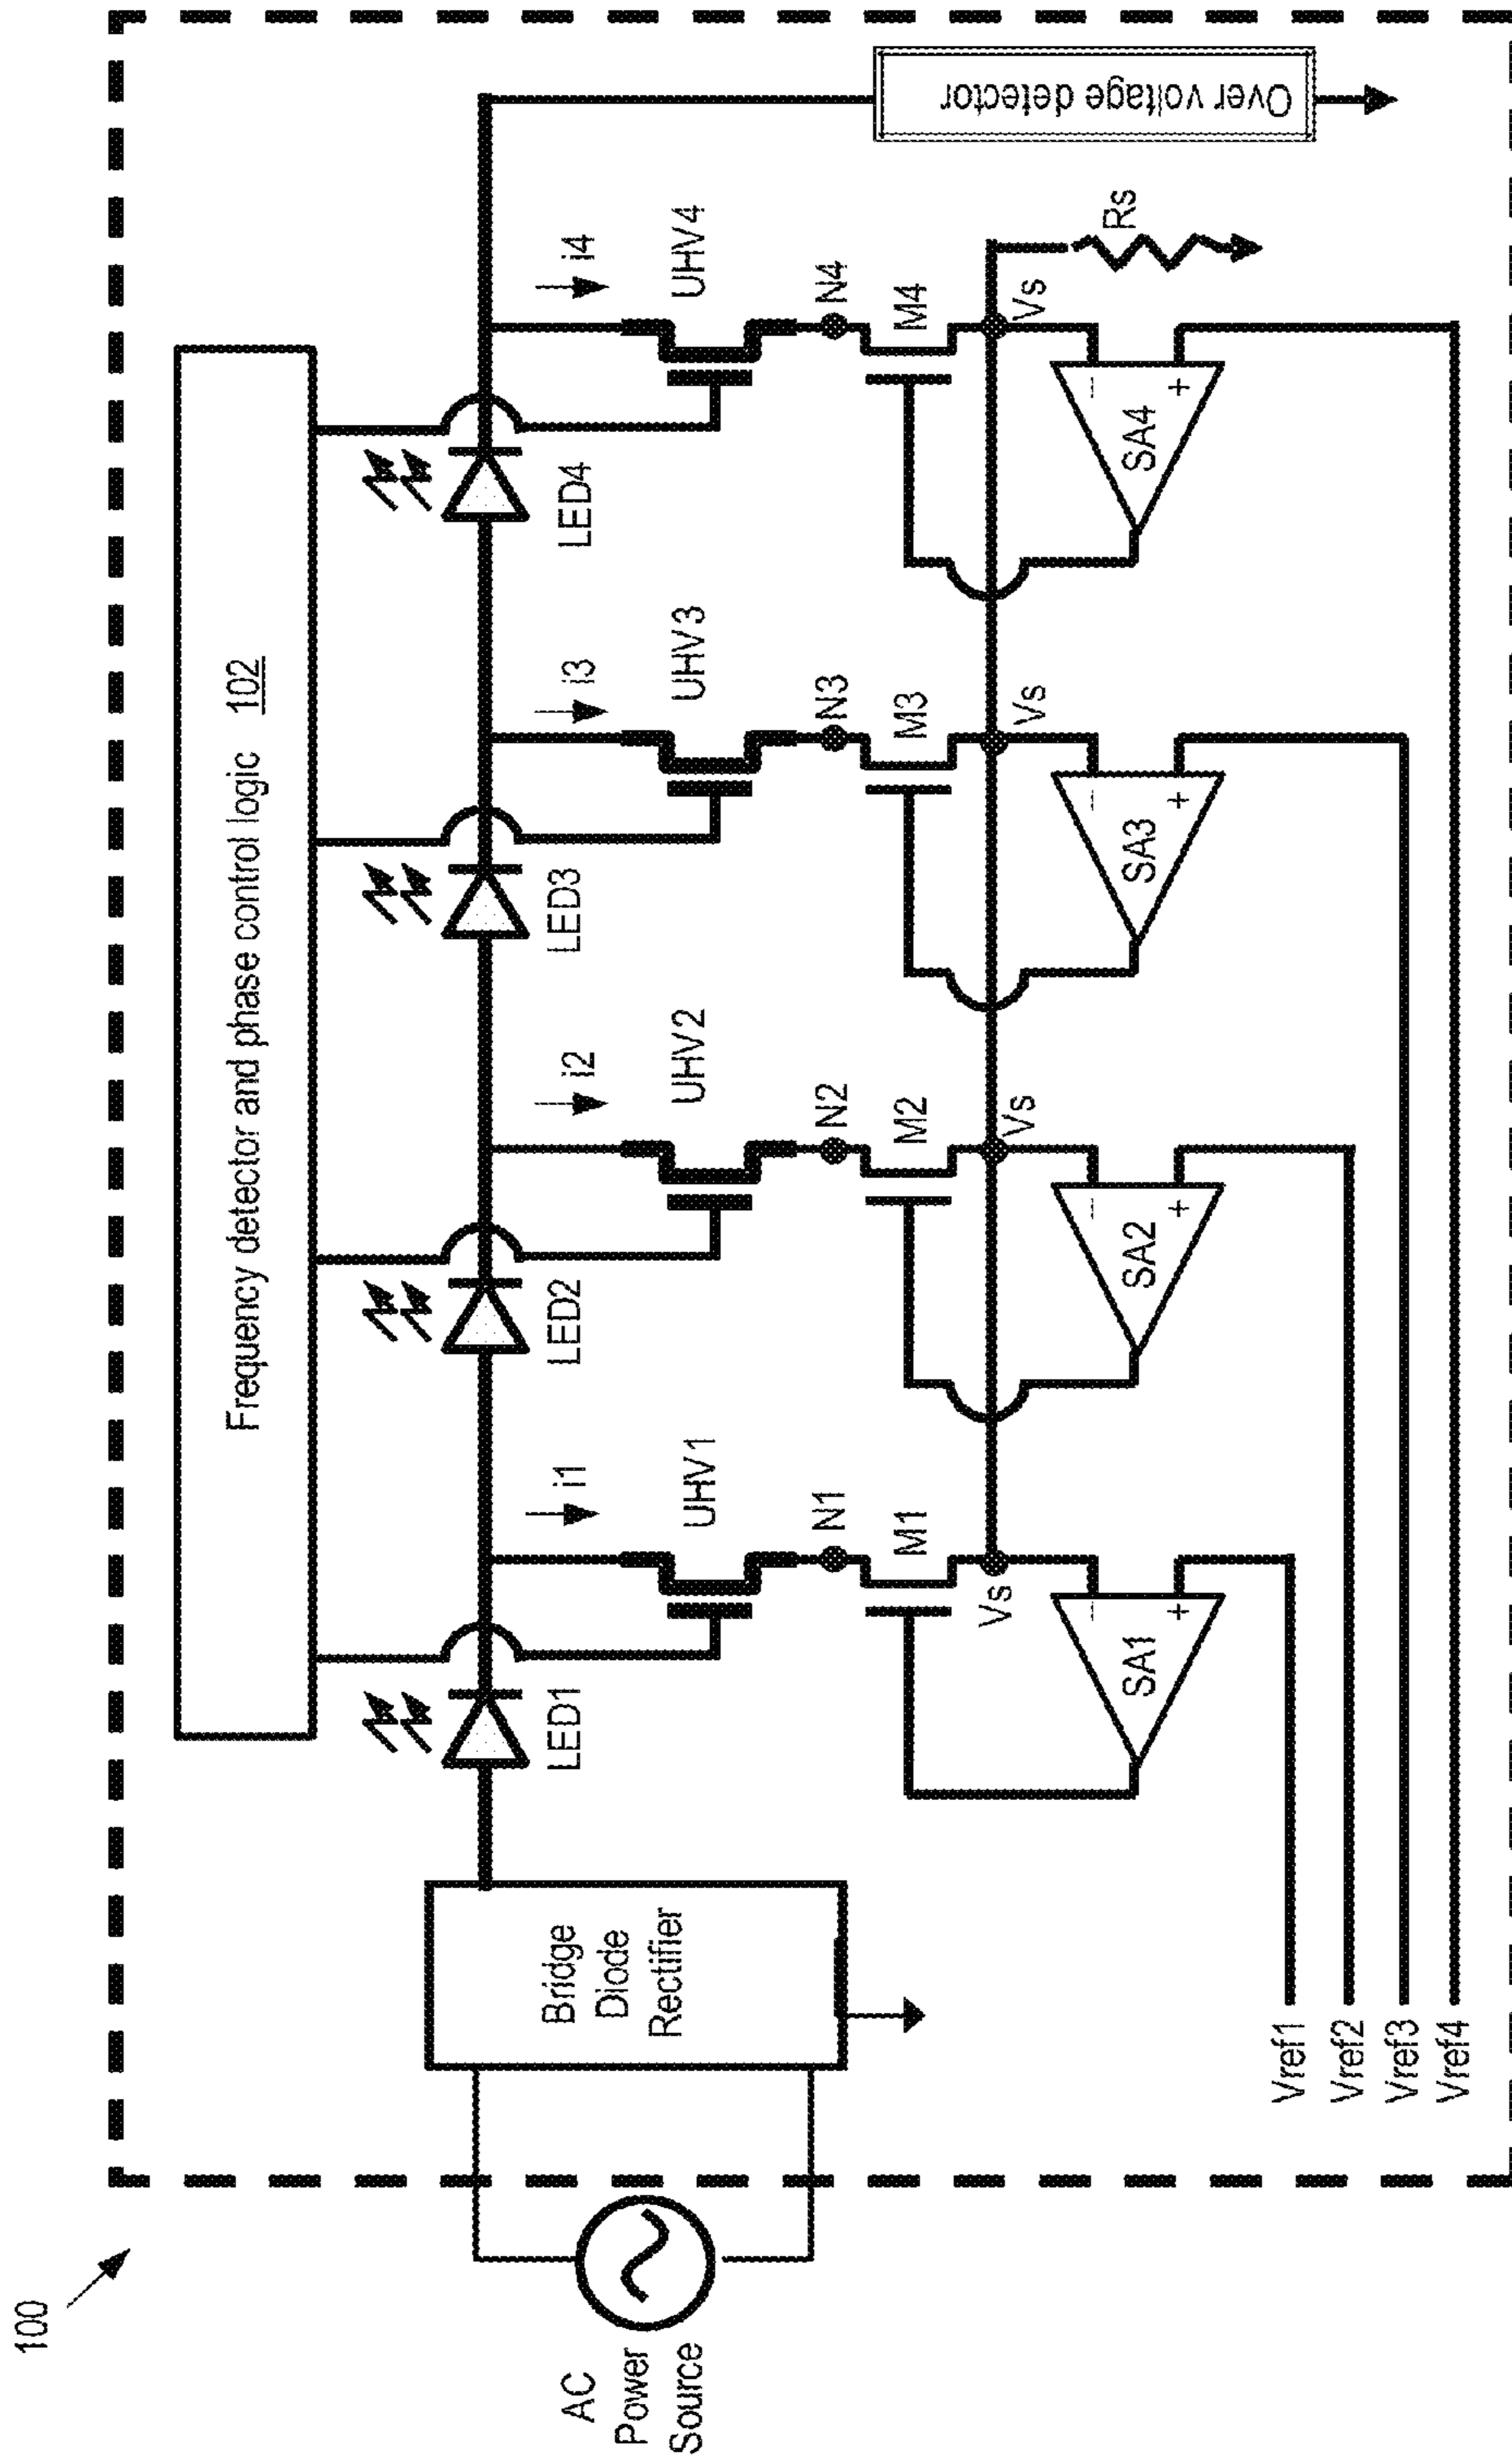 100
Frequency detector and phase control logic 102
AC
Power
Source
Bridge
Diode
Rectifier
LED1
LED2
LED3
LED4
i1
i2
i3
i4
UHV1
UHV2
UHV3
UHV4
N1
N2
N3
N4
M1
M2
M3
M4
Vs
Vs
Vs
Vs
Rs
Over voltage detector
SA1
- +
SA2
- +
SA3
- +
SA4
- +
Vref1
Vref2
Vref3
Vref4